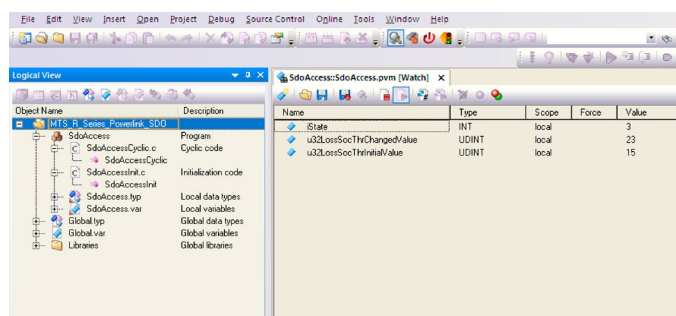 File Edit View Insert Open Project Debug Source Control Online Tools Window Help
Logical View
SdoAccess::SdoAccess.pvm [Watch] X
Object Name Description
MTS_R_Series_Powerlink_SDO
SdoAccess Program
SdoAccessCyclic.c Cyclic code
SdoAccessCyclic
SdoAccessInit.c Initialization code
SdoAccessInit
SdoAccess.typ Local data types
SdoAccess.var Local variables
Global.typ Global data types
Global.var Global variables
Libraries Global libraries
Name Type Scope Force Value
iState INT local 3
u32LossSocThrChangedValue UDINT local 23
u32LossSocThrInitialValue UDINT local 15